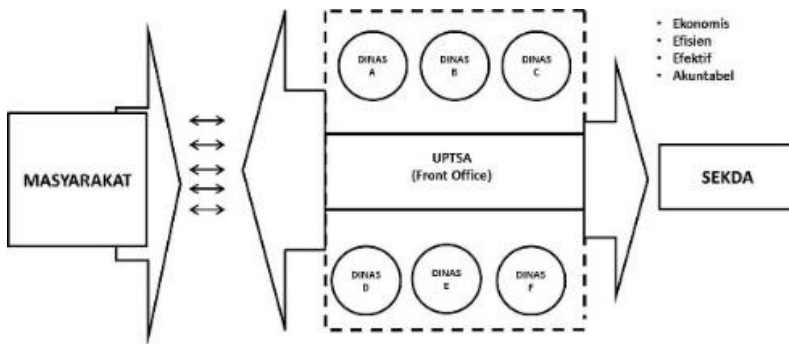 DINAS
A
DINAS
B
DINAS
C
• Ekonomis
• Efisien
• Efektif
• Akuntabel
MASYARAKAT
UPTSA
(Front Office)
SEKDA
DINAS
D
DINAS
E
DINAS
F